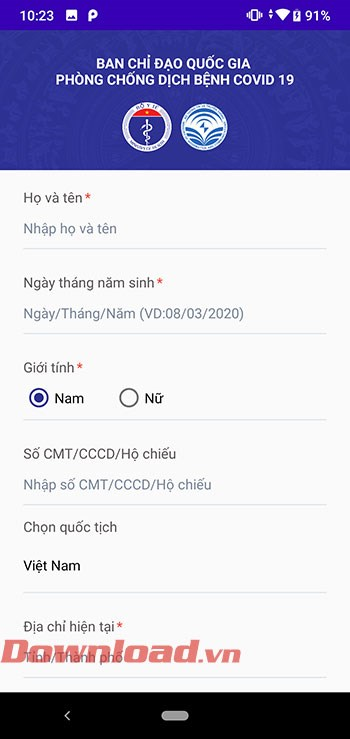 10:23
91%
BAN CHỈ ĐẠO QUỐC GIA
PHÒNG CHỐNG DỊCH BỆNH COVID 19
BỘ Y TẾ
Họ và tên*
Nhập họ và tên
Ngày tháng năm sinh*
Ngày/Tháng/Năm (VD:08/03/2020)
Giới tính*
Nam Nữ
Số CMT/CCCD/Hộ chiếu
Nhập số CMT/CCCD/Hộ chiếu
Chọn quốc tịch
Việt Nam
Địa chỉ hiện tại*
Download.vn
Tỉnh/Thành phố